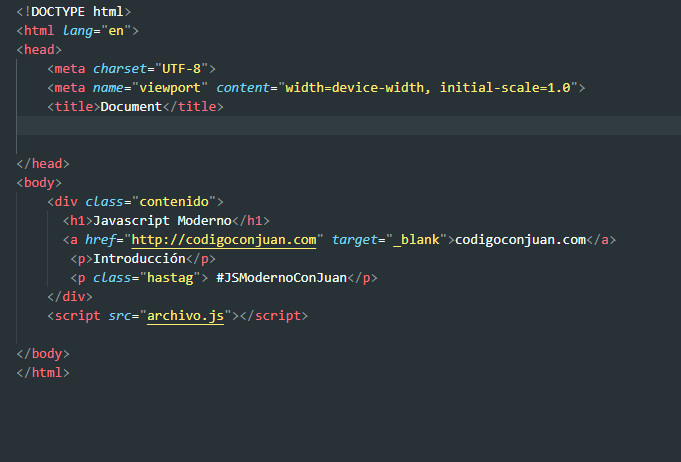 <!DOCTYPE html>
<html lang="en">
<head>
    <meta charset="UTF-8">
    <meta name="viewport" content="width=device-width, initial-scale=1.0">
    <title>Document</title>
</head>
<body>
    <div class="contenido">
      <h1>Javascript Moderno</h1>
      <a href="http://codigoconjuan.com" target="_blank">codigoconjuan.com</a>
       <p>Introducción</p>
       <p class="hastag"> #JSModernoConJuan</p>
    </div>
    <script src="archivo.js"></script>
</body>
</html>